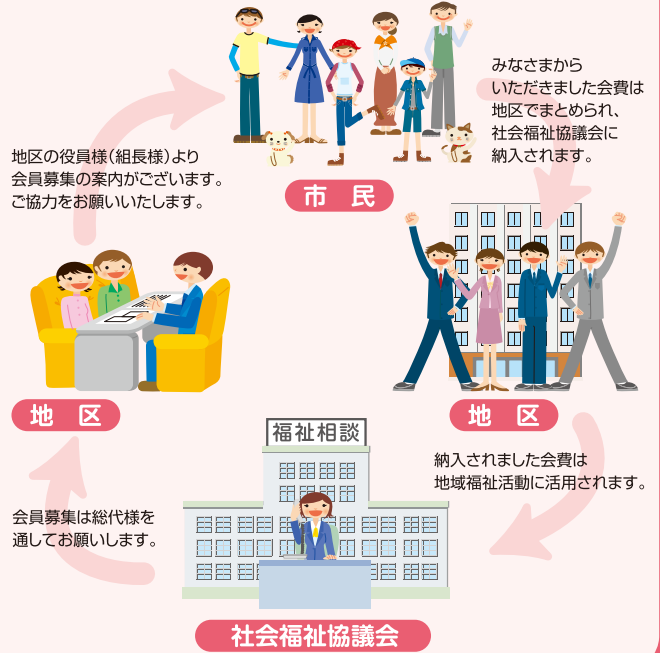 みなさまから
いただきました会費は
地区でまとめられ、
社会福祉協議会に
納入されます。
地区の役員様（組長様）より
会員募集の案内がございます。
ご協力をお願いいたします。
市　民
地　区
地　区
福祉相談
納入されました会費は
地域福祉活動に活用されます。
会員募集は総代様を
通してお願いします。
社会福祉協議会